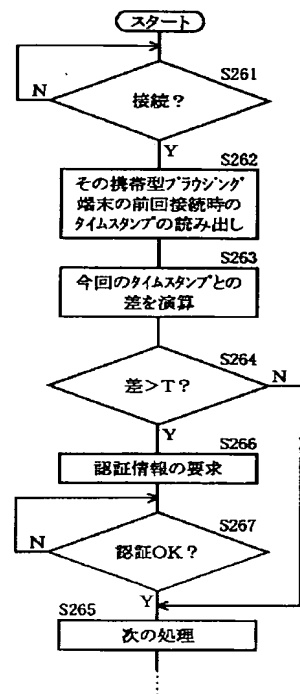 スタート
S261
接続？
N
Y
S262
その携帯型ブラウジング
端末の前回接続時の
タイムスタンプの読み出し
S263
今回のタイムスタンプとの
差を演算
S264
差＞T？
N
Y
S266
認証情報の要求
S267
認証OK？
N
Y
S265
次の処理